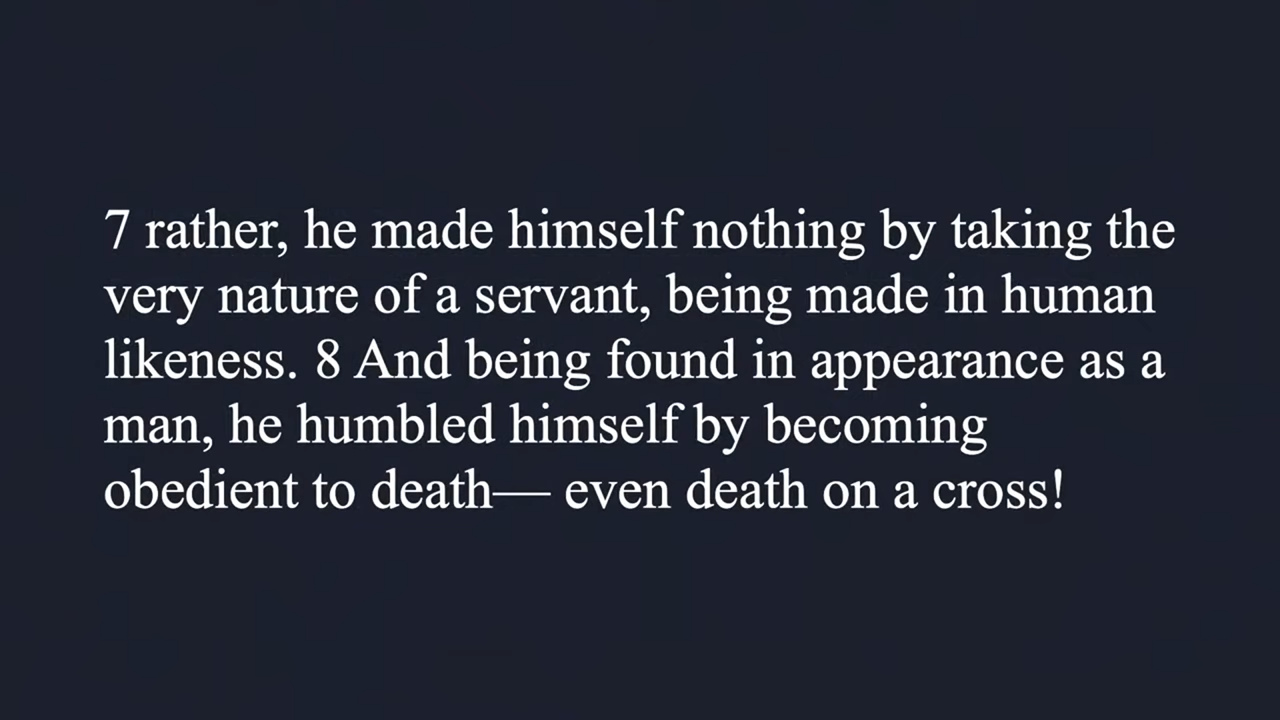 7 rather, he made himself nothing by taking the
very nature of a servant, being made in human
likeness. 8 And being found in appearance as a
man, he humbled himself by becoming
obedient to death— even death on a cross!